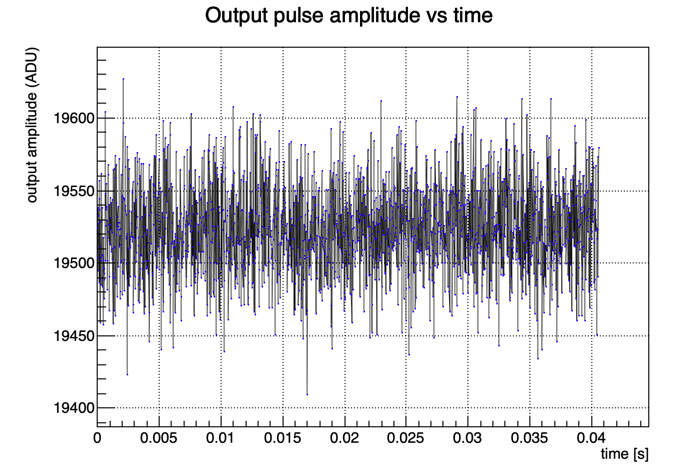 Output pulse amplitude vs time
output amplitude (ADU)
19600
19550
19500
19450
19400
0 0.005 0.01 0.015 0.02 0.025 0.03 0.035 0.04
time [s]